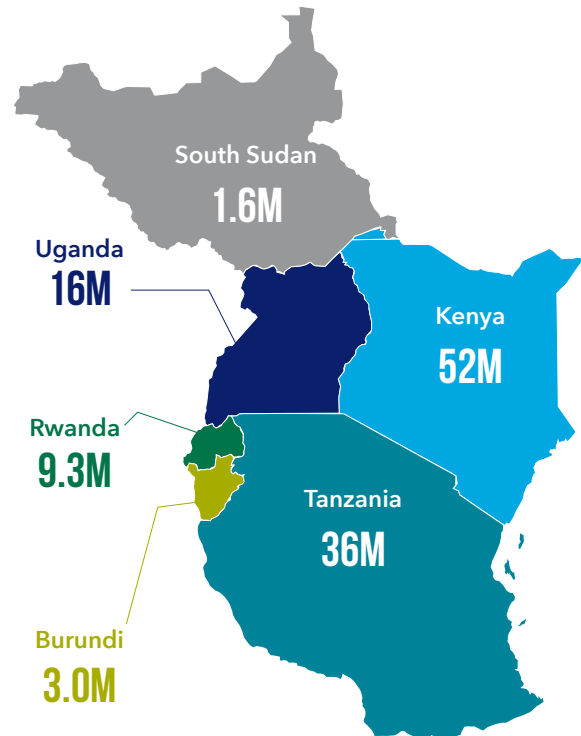 South Sudan
1.6M
Uganda
16M
Kenya
52M
Rwanda
9.3M
Tanzania
36M
Burundi
3.0M